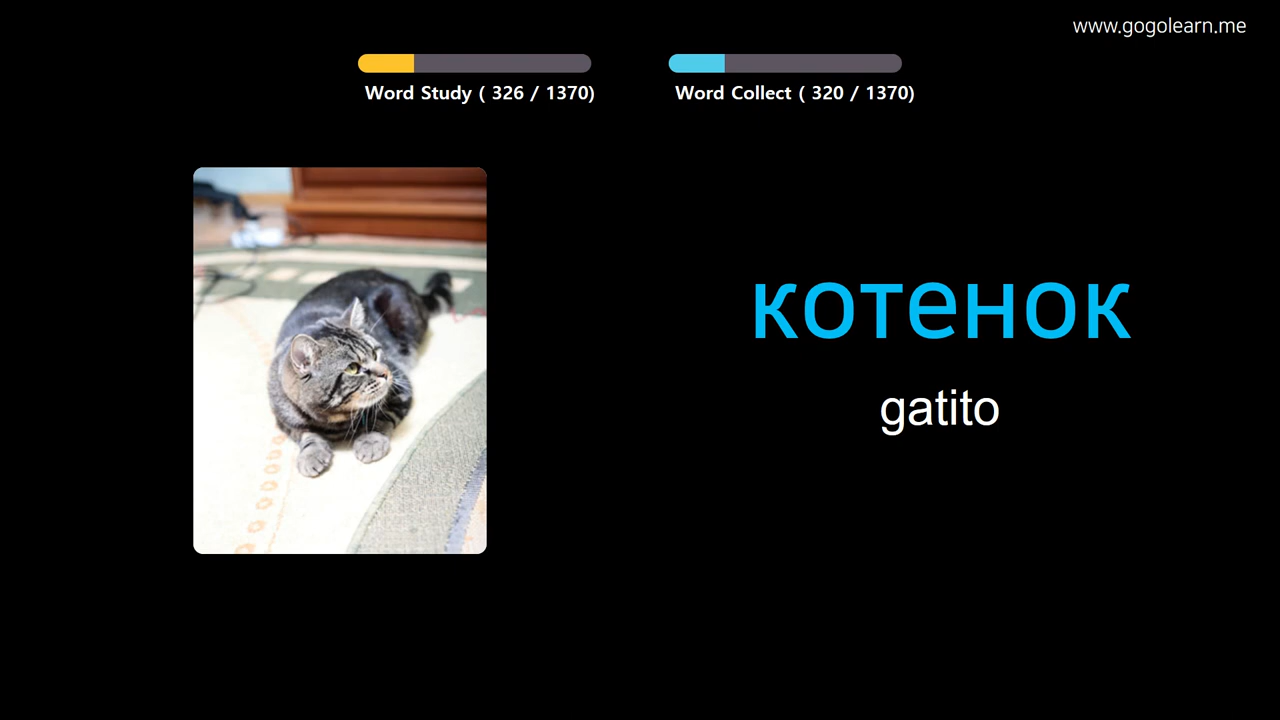 www.gogolearn.me
Word Study ( 326 / 1370)
Word Collect ( 320 / 1370)
котенок
gatito